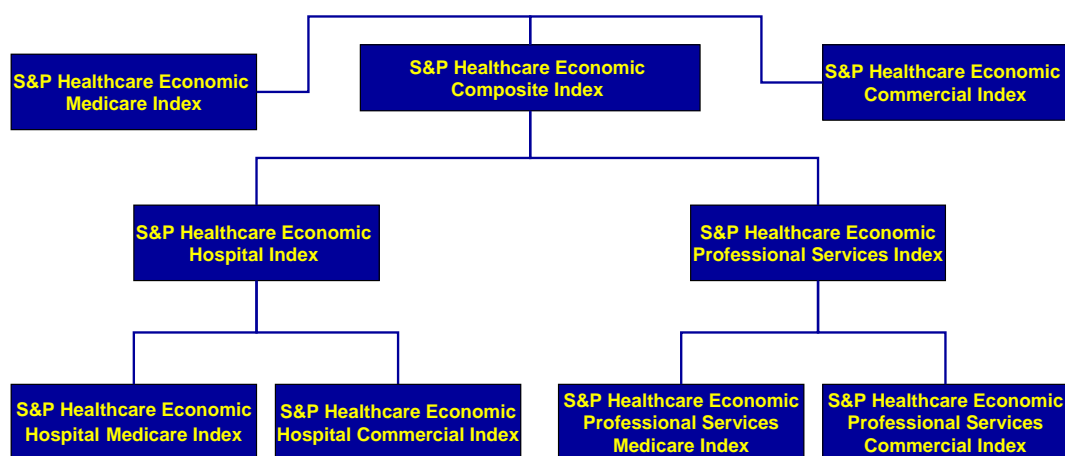 S&P Healthcare Economic
Medicare Index
S&P Healthcare Economic
Composite Index
S&P Healthcare Economic
Commercial Index
S&P Healthcare Economic
Hospital Index
S&P Healthcare Economic
Professional Services Index
S&P Healthcare Economic
Hospital Medicare Index
S&P Healthcare Economic
Hospital Commercial Index
S&P Healthcare Economic
Professional Services
Medicare Index
S&P Healthcare Economic
Professional Services
Commercial Index